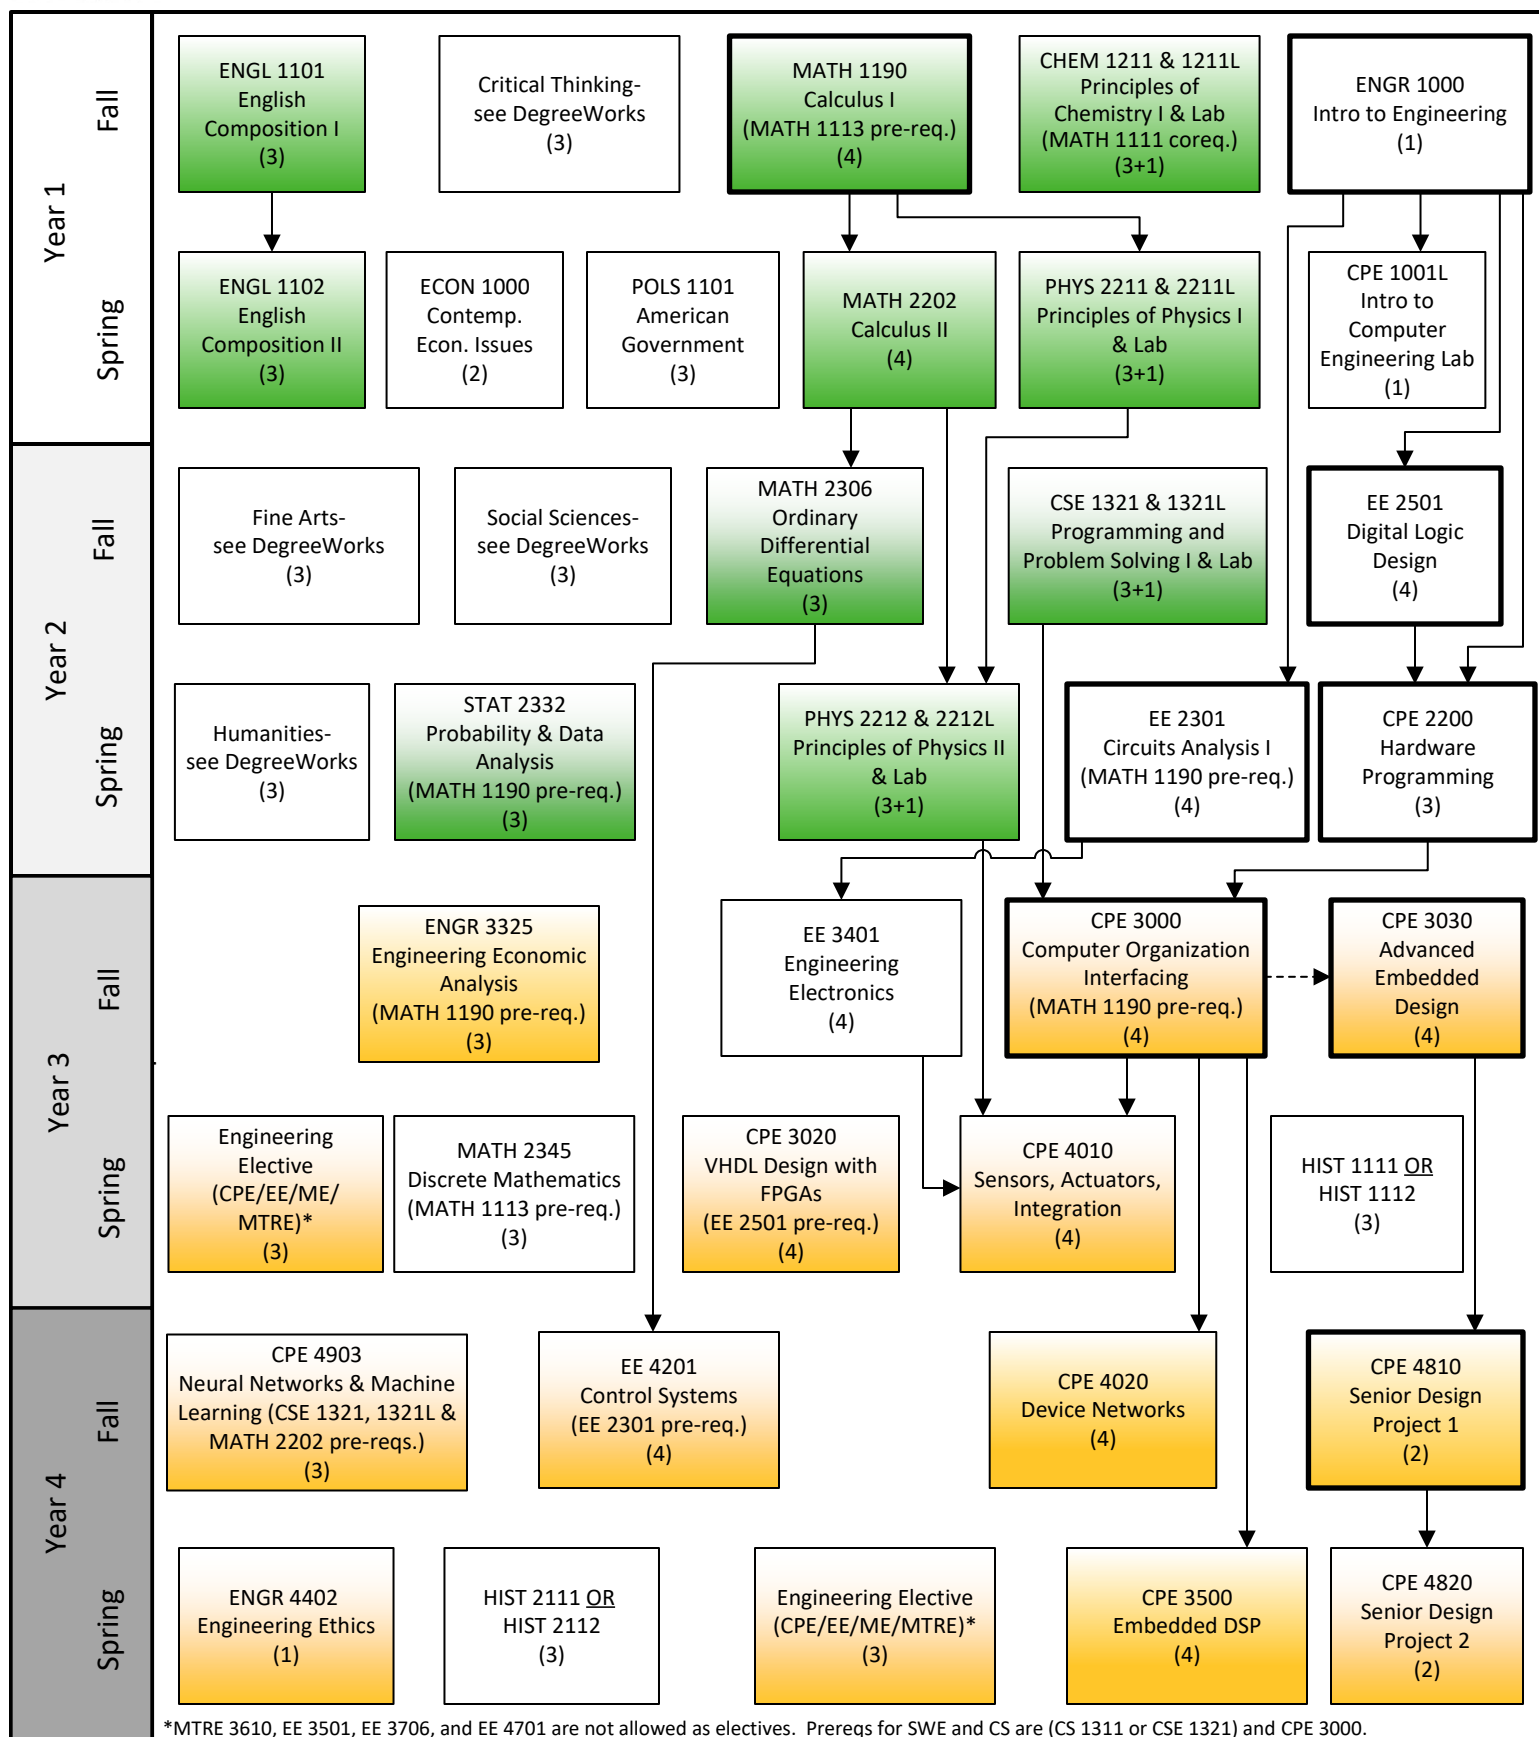 Year 1
Fall
ENGL 1101
English
Composition I
(3)
Critical Thinking-
see DegreeWorks
(3)
MATH 1190
Calculus I
(MATH 1113 pre-req.)
(4)
CHEM 1211 & 1211L
Principles of
Chemistry I & Lab
(MATH 1111 coreq.)
(3+1)
ENGR 1000
Intro to Engineering
(1)
Spring
ENGL 1102
English
Composition II
(3)
ECON 1000
Contemp.
Econ. Issues
(2)
POLS 1101
American
Government
(3)
MATH 2202
Calculus II
(4)
PHYS 2211 & 2211L
Principles of Physics I
& Lab
(3+1)
CPE 1001L
Intro to
Computer
Engineering Lab
(1)
Year 2
Fall
Fine Arts-
see DegreeWorks
(3)
Social Sciences-
see DegreeWorks
(3)
MATH 2306
Ordinary
Differential
Equations
(3)
CSE 1321 & 1321L
Programming and
Problem Solving I & Lab
(3+1)
EE 2501
Digital Logic
Design
(4)
Spring
Humanities-
see DegreeWorks
(3)
STAT 2332
Probability & Data
Analysis
(MATH 1190 pre-req.)
(3)
PHYS 2212 & 2212L
Principles of Physics II
& Lab
(3+1)
EE 2301
Circuits Analysis I
(MATH 1190 pre-req.)
(4)
CPE 2200
Hardware
Programming
(3)
Year 3
Fall
ENGR 3325
Engineering Economic
Analysis
(MATH 1190 pre-req.)
(3)
EE 3401
Engineering
Electronics
(4)
CPE 3000
Computer Organization
Interfacing
(MATH 1190 pre-req.)
(4)
CPE 3030
Advanced
Embedded
Design
(4)
Spring
Engineering
Elective
(CPE/EE/ME/
MTRE)*
(3)
MATH 2345
Discrete Mathematics
(MATH 1113 pre-req.)
(3)
CPE 3020
VHDL Design with
FPGAs
(EE 2501 pre-req.)
(4)
CPE 4010
Sensors, Actuators,
Integration
(4)
HIST 1111 OR
HIST 1112
(3)
Year 4
Fall
CPE 4903
Neural Networks & Machine
Learning (CSE 1321, 1321L &
MATH 2202 pre-reqs.)
(3)
EE 4201
Control Systems
(EE 2301 pre-req.)
(4)
CPE 4020
Device Networks
(4)
CPE 4810
Senior Design
Project 1
(2)
Spring
ENGR 4402
Engineering Ethics
(1)
HIST 2111 OR
HIST 2112
(3)
Engineering Elective
(CPE/EE/ME/MTRE)*
(3)
CPE 3500
Embedded DSP
(4)
CPE 4820
Senior Design
Project 2
(2)
*MTRE 3610, EE 3501, EE 3706, and EE 4701 are not allowed as electives. Prereqs for SWE and CS are (CS 1311 or CSE 1321) and CPE 3000.